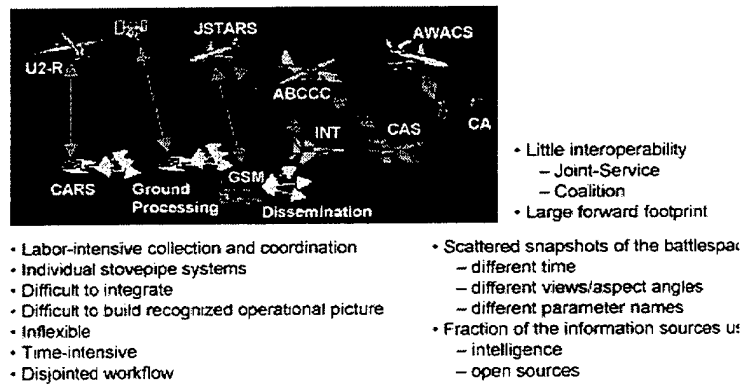 JSTARS
AWACS
U2-R
ABCCC
INT
CAS
CA
CARS
Ground
Processing
GSM
Dissemination
• Little interoperability
– Joint-Service
– Coalition
• Large forward footprint
• Labor-intensive collection and coordination
• Individual stovepipe systems
• Difficult to integrate
• Difficult to build recognized operational picture
• Inflexible
• Time-intensive
• Disjointed workflow
• Scattered snapshots of the battlespac
– different time
– different views/aspect angles
– different parameter names
• Fraction of the information sources us
– intelligence
– open sources